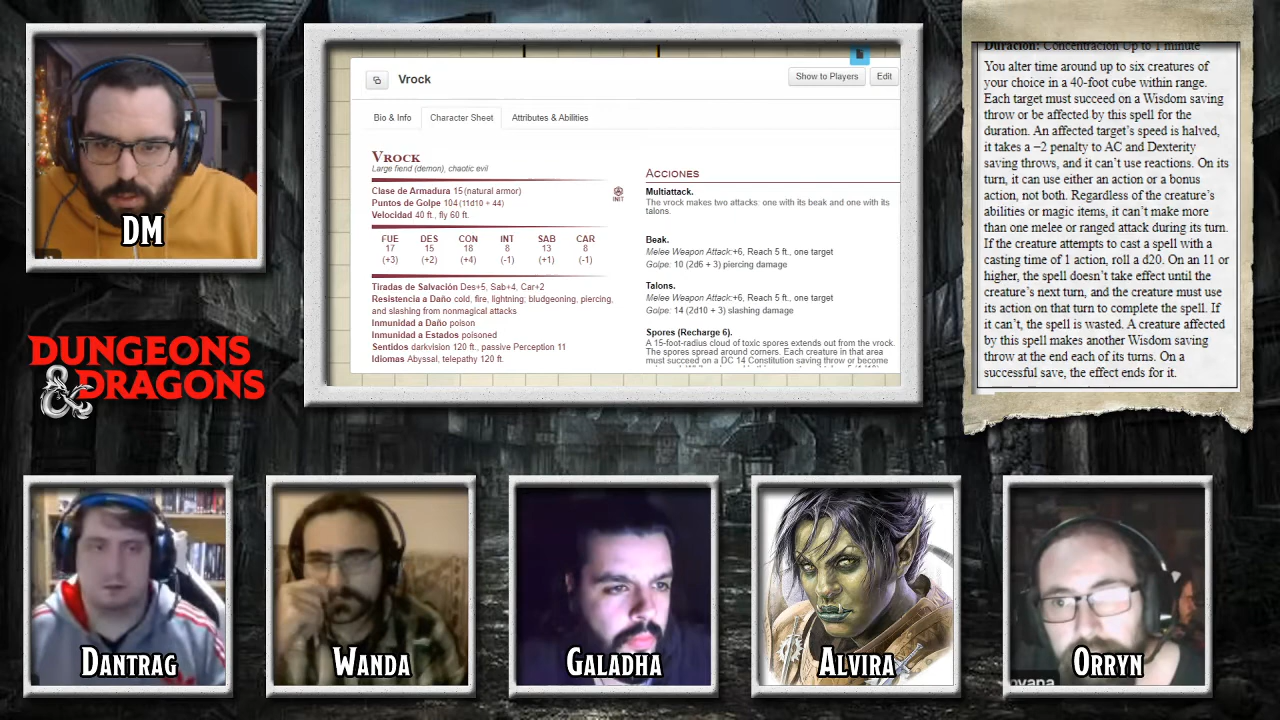 DM
DUNGEONS
& DRAGONS
Vrock
Show to Players
Edit
Bio & Info
Character Sheet
Attributes & Abilities
VROCK
Large fiend (demon), chaotic evil
Clase de Armadura 15 (natural armor)
Puntos de Golpe 104 (11d10 + 44)
Velocidad 40 ft., fly 60 ft.
INIT
FUE DES CON INT SAB CAR
17 15 18 8 13 8
(+3) (+2) (+4) (-1) (+1) (-1)
Tiradas de Salvación Des+5, Sab+4, Car+2
Resistencia a Daño cold, fire, lightning; bludgeoning, piercing,
and slashing from nonmagical attacks
Inmunidad a Daño poison
Inmunidad a Estados poisoned
Sentidos darkvision 120 ft., passive Perception 11
Idiomas Abyssal, telepathy 120 ft.
ACCIONES
Multiattack.
The vrock makes two attacks: one with its beak and one with its
talons.
Beak.
Melee Weapon Attack:+6, Reach 5 ft., one target
Golpe: 10 (2d6 + 3) piercing damage
Talons.
Melee Weapon Attack:+6, Reach 5 ft., one target
Golpe: 14 (2d10 + 3) slashing damage
Spores (Recharge 6).
A 15-foot-radius cloud of toxic spores extends out from the vrock.
The spores spread around corners. Each creature in that area
must succeed on a DC 14 Constitution saving throw or become
Duración: Concentración Up to 1 minute
You alter time around up to six creatures of
your choice in a 40-foot cube within range.
Each target must succeed on a Wisdom saving
throw or be affected by this spell for the
duration. An affected target's speed is halved,
it takes a −2 penalty to AC and Dexterity
saving throws, and it can't use reactions. On its
turn, it can use either an action or a bonus
action, not both. Regardless of the creature's
abilities or magic items, it can't make more
than one melee or ranged attack during its turn.
If the creature attempts to cast a spell with a
casting time of 1 action, roll a d20. On an 11 or
higher, the spell doesn't take effect until the
creature's next turn, and the creature must use
its action on that turn to complete the spell. If
it can't, the spell is wasted. A creature affected
by this spell makes another Wisdom saving
throw at the end each of its turns. On a
successful save, the effect ends for it.
DANTRAG
WANDA
GALADHA
ALVIRA
ORRYN